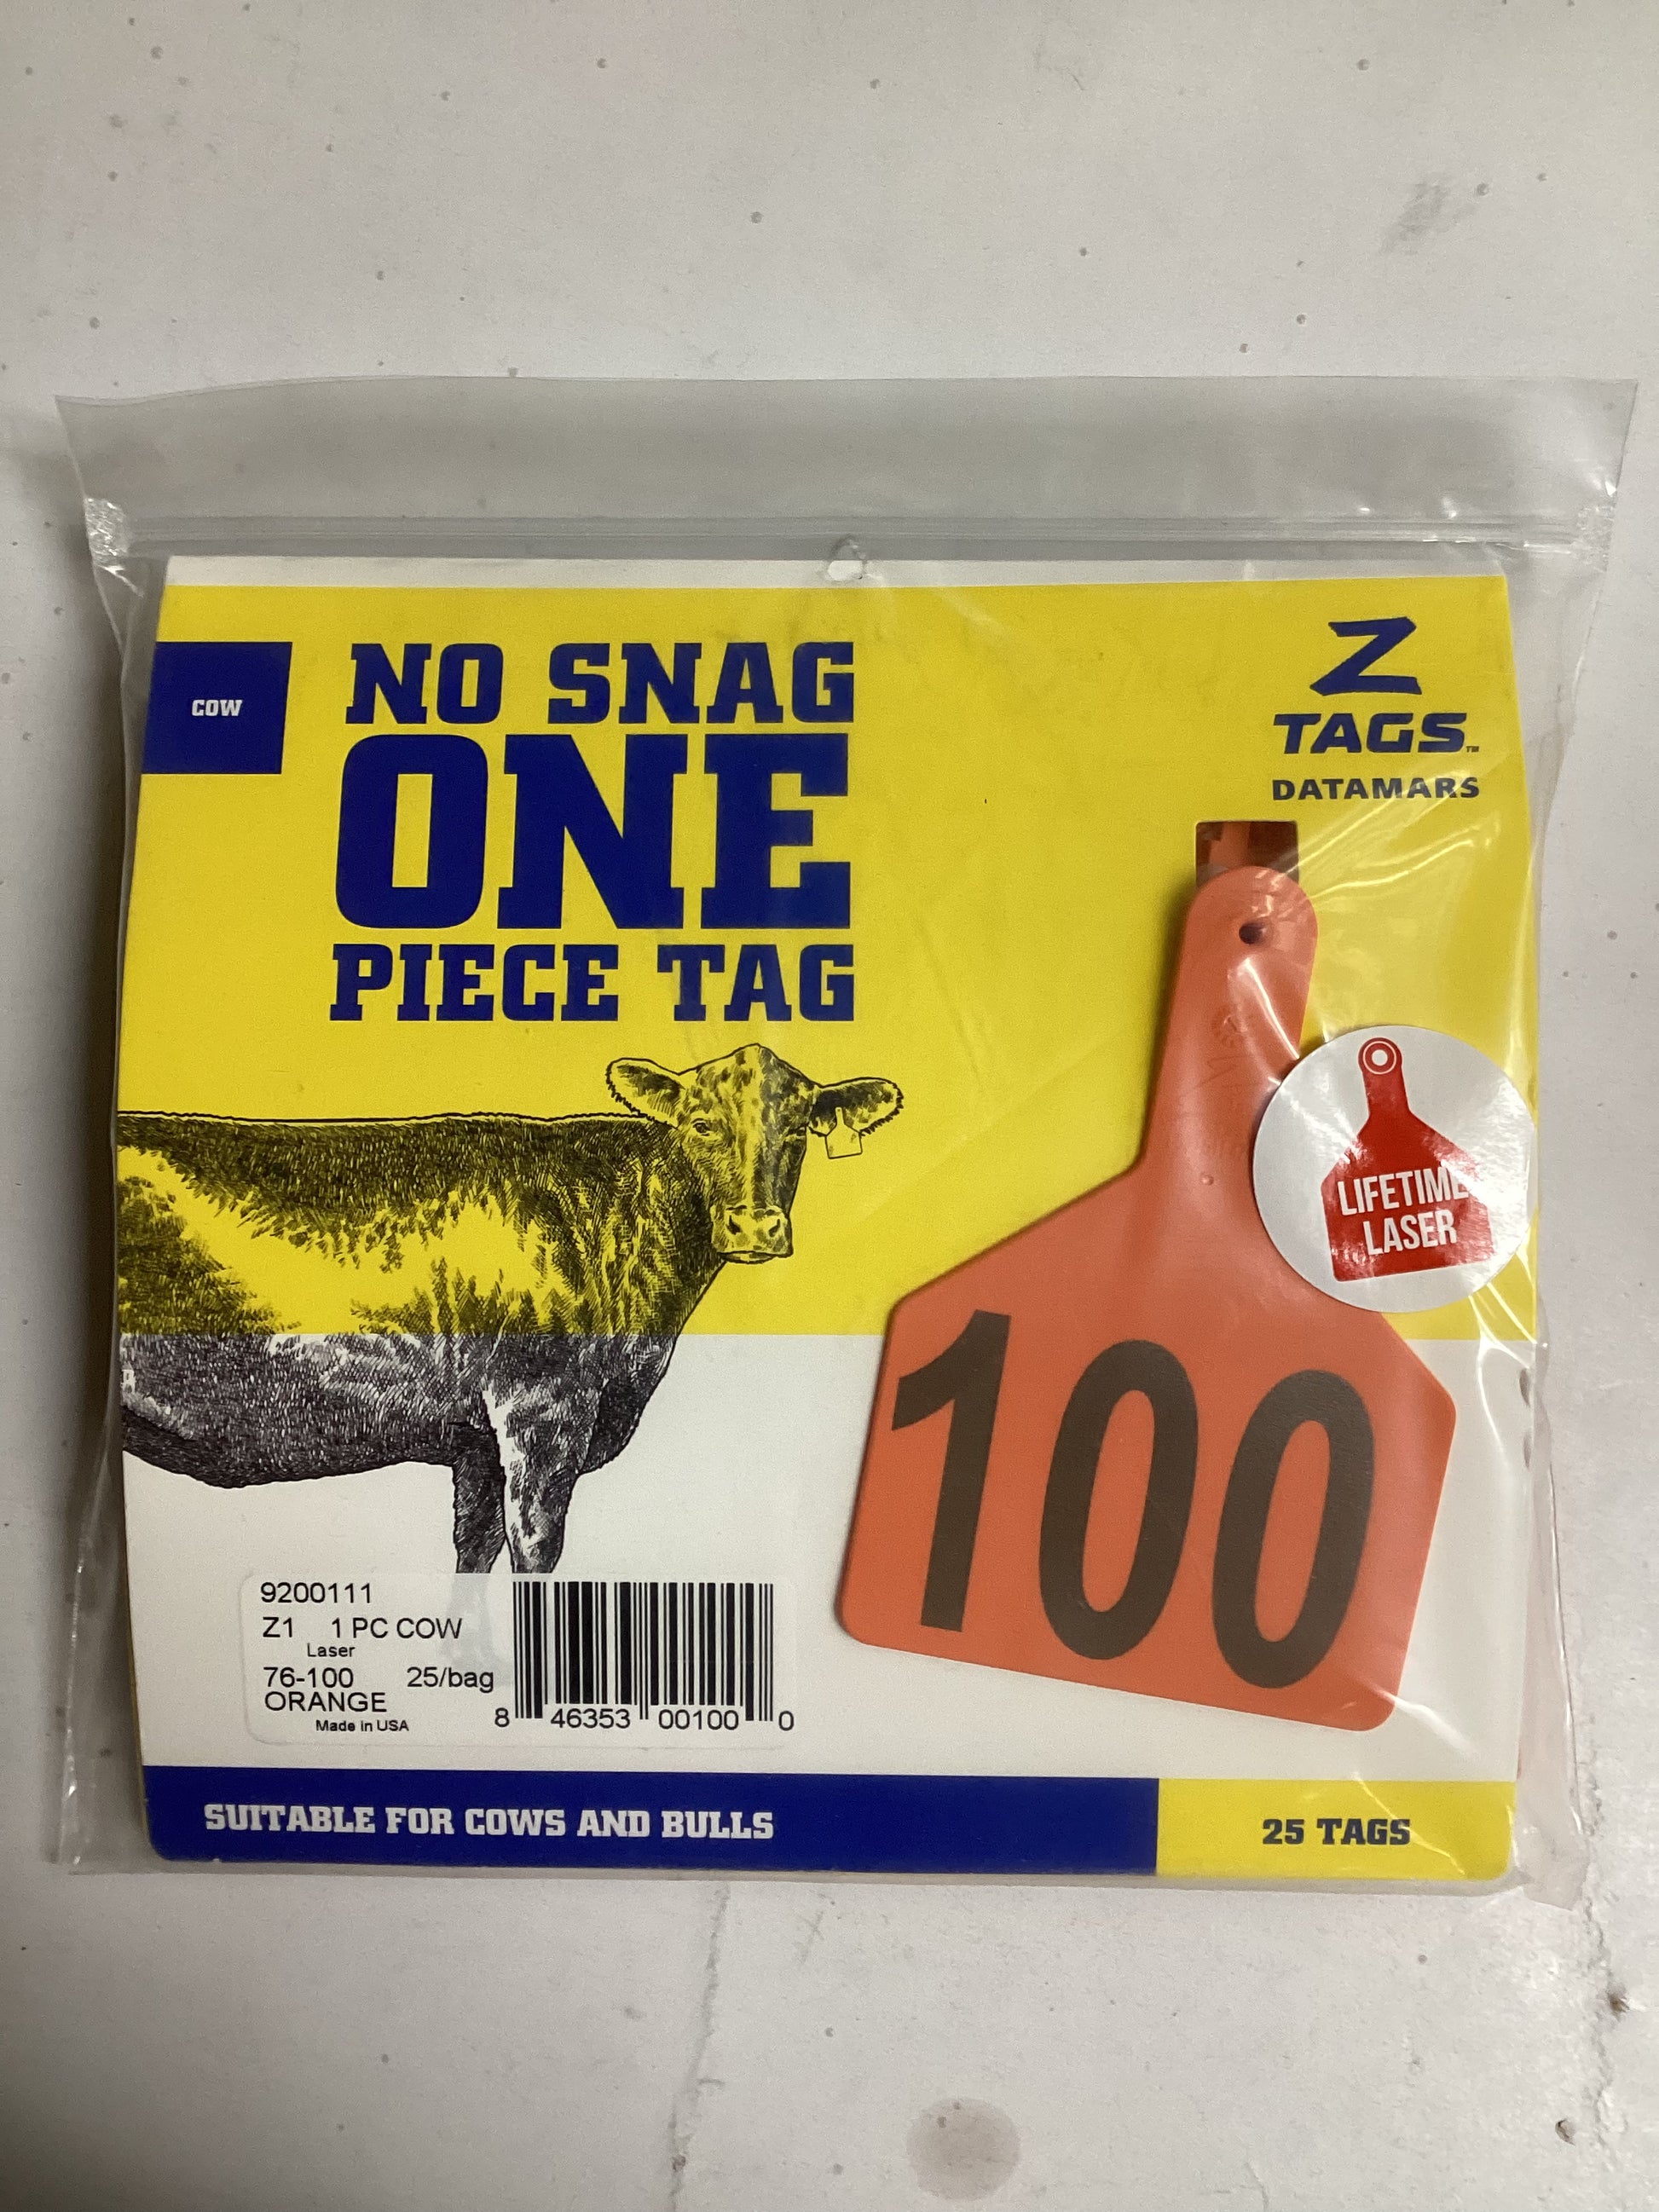 COW
NO SNAG
ONE
PIECE TAG
Z
TAGS™
DATAMARS
LIFETIME
LASER
100
9200111
Z1 1 PC COW
Laser
76-100 25/bag
ORANGE
Made in USA
8 46353 00100 0
SUITABLE FOR COWS AND BULLS
25 TAGS